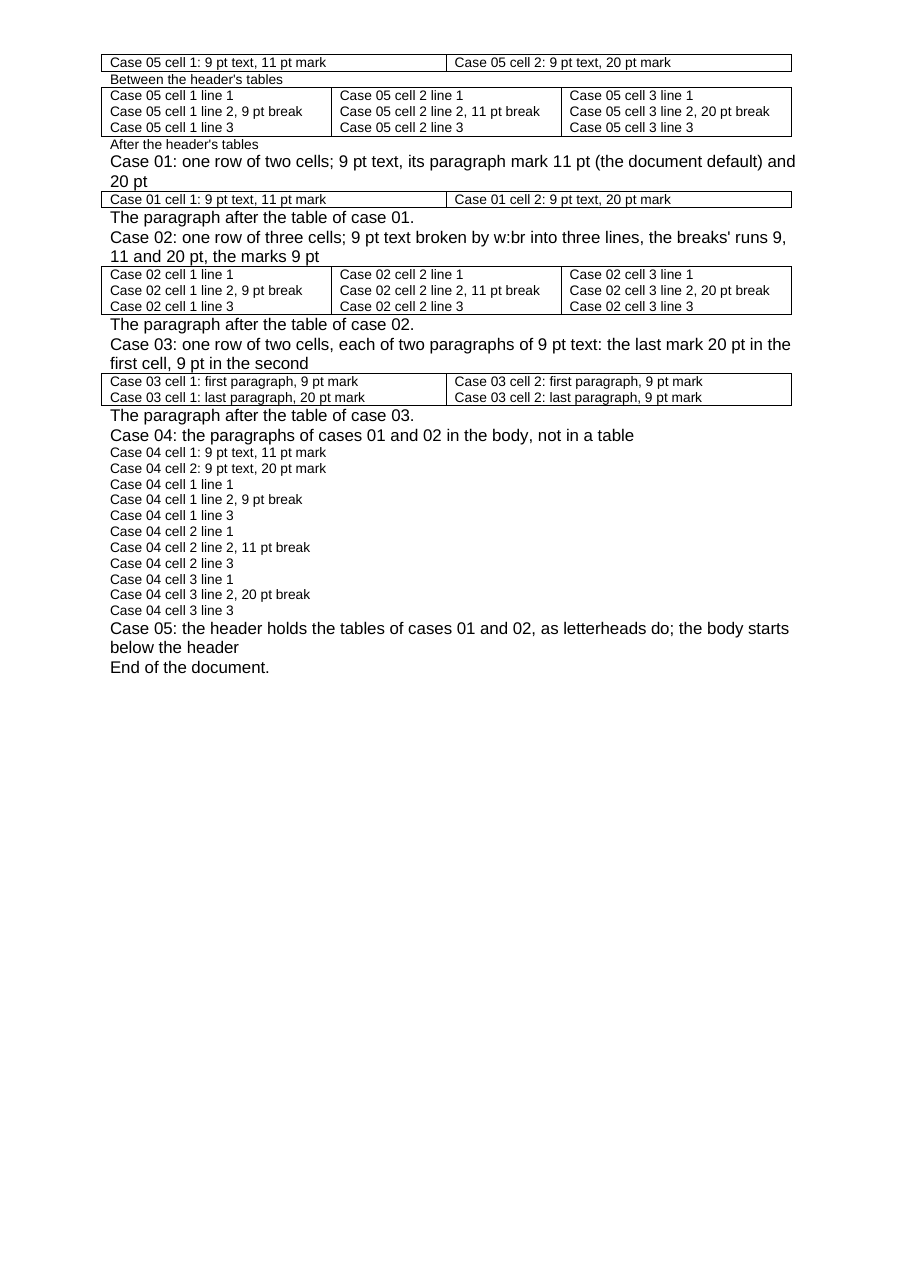 Case 05 cell 1: 9 pt text, 11 pt mark
Case 05 cell 2: 9 pt text, 20 pt mark
Between the header's tables
Case 05 cell 1 line 1
Case 05 cell 2 line 1
Case 05 cell 3 line 1
Case 05 cell 1 line 2, 9 pt break
Case 05 cell 2 line 2, 11 pt break
Case 05 cell 3 line 2, 20 pt break
Case 05 cell 1 line 3
Case 05 cell 2 line 3
Case 05 cell 3 line 3
After the header's tables
Case 01: one row of two cells; 9 pt text, its paragraph mark 11 pt (the document default) and
20 pt
Case 01 cell 1: 9 pt text, 11 pt mark
Case 01 cell 2: 9 pt text, 20 pt mark
The paragraph after the table of case 01.
Case 02: one row of three cells; 9 pt text broken by w:br into three lines, the breaks' runs 9,
11 and 20 pt, the marks 9 pt
Case 02 cell 1 line 1
Case 02 cell 2 line 1
Case 02 cell 3 line 1
Case 02 cell 1 line 2, 9 pt break
Case 02 cell 2 line 2, 11 pt break
Case 02 cell 3 line 2, 20 pt break
Case 02 cell 1 line 3
Case 02 cell 2 line 3
Case 02 cell 3 line 3
The paragraph after the table of case 02.
Case 03: one row of two cells, each of two paragraphs of 9 pt text: the last mark 20 pt in the
first cell, 9 pt in the second
Case 03 cell 1: first paragraph, 9 pt mark
Case 03 cell 2: first paragraph, 9 pt mark
Case 03 cell 1: last paragraph, 20 pt mark
Case 03 cell 2: last paragraph, 9 pt mark
The paragraph after the table of case 03.
Case 04: the paragraphs of cases 01 and 02 in the body, not in a table
Case 04 cell 1: 9 pt text, 11 pt mark
Case 04 cell 2: 9 pt text, 20 pt mark
Case 04 cell 1 line 1
Case 04 cell 1 line 2, 9 pt break
Case 04 cell 1 line 3
Case 04 cell 2 line 1
Case 04 cell 2 line 2, 11 pt break
Case 04 cell 2 line 3
Case 04 cell 3 line 1
Case 04 cell 3 line 2, 20 pt break
Case 04 cell 3 line 3
Case 05: the header holds the tables of cases 01 and 02, as letterheads do; the body starts
below the header
End of the document.